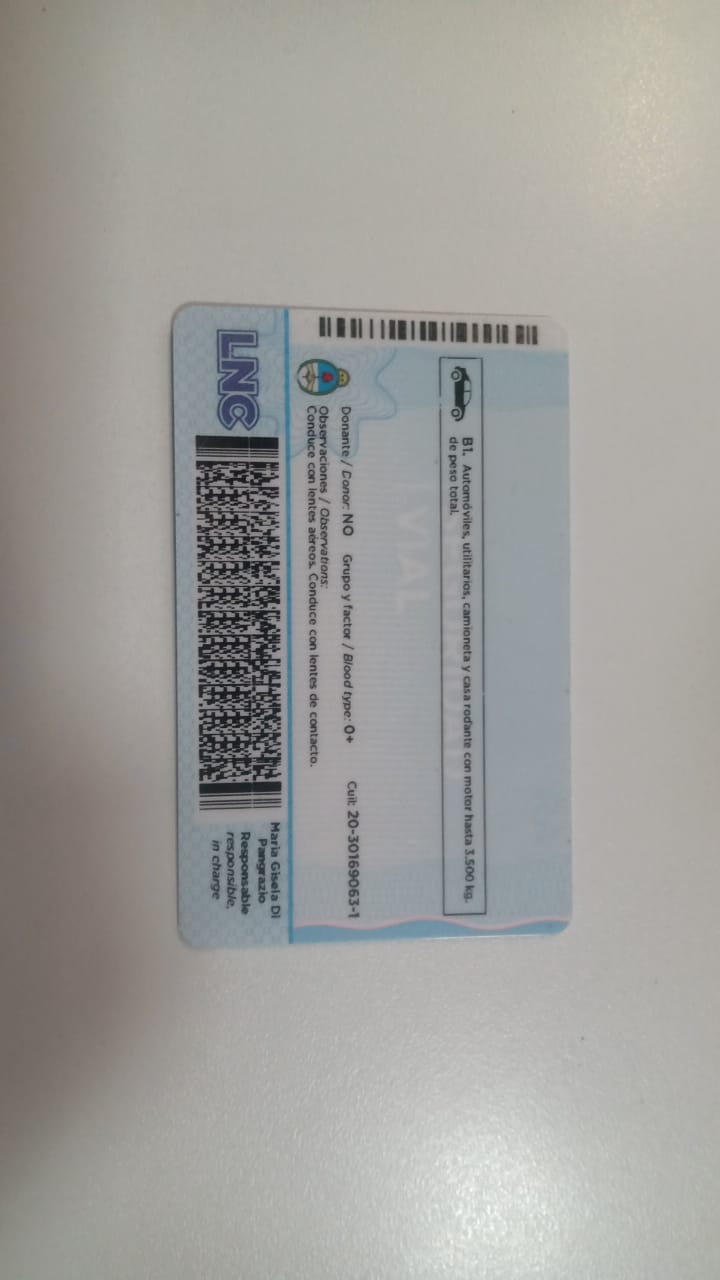 B1. Automóviles, utilitarios, camioneta y casa rodante con motor hasta 3.500 kg.
de peso total.
VIAL
Donante / Donor: NO Grupo y factor / Blood type: 0+ Cuil: 20-30169063-1
Observaciones / Observations:
Conduce con lentes aéreos. Conduce con lentes de contacto.
LNC
Maria Gisela Di
Pangrazio
Responsable
responsible,
in charge